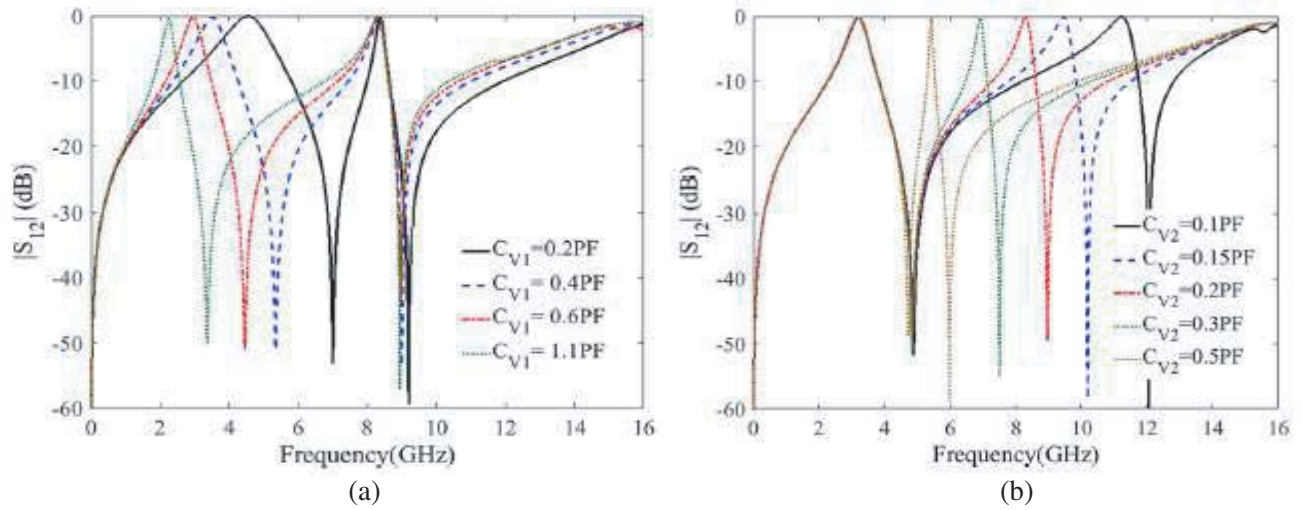 |S12| (dB)
0
-10
-20
-30
-40
-50
-60
CV1=0.2PF
CV1= 0.4PF
CV1= 0.6PF
CV1= 1.1PF
0 2 4 6 8 10 12 14 16
Frequency(GHz)
(a)
|S12| (dB)
0
-10
-20
-30
-40
-50
-60
CV2=0.1PF
CV2=0.15PF
CV2=0.2PF
CV2=0.3PF
CV2=0.5PF
0 2 4 6 8 10 12 14 16
Frequency(GHz)
(b)